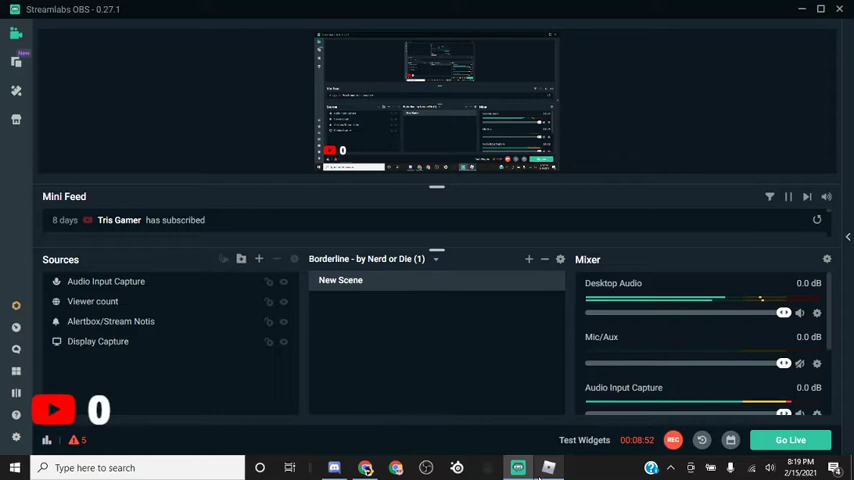 Streamlabs OBS - 0.27.1
New
Mini Feed
8 days Tris Gamer has subscribed
Sources
Borderline - by Nerd or Die (1)
Mixer
Audio Input Capture
Viewer count
Alertbox/Stream Notis
Display Capture
New Scene
Desktop Audio 0.0 dB
Mic/Aux 0.0 dB
Audio Input Capture 0.0 dB
0
5
Test Widgets 00:08:52 REC Go Live
Type here to search
8:19 PM
2/15/2021
4